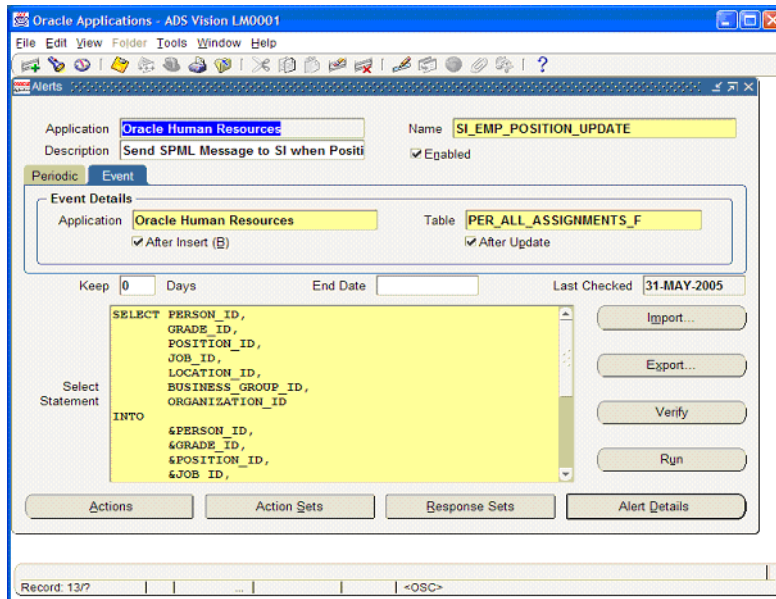 Oracle Applications - ADS Vision LM0001
File Edit View Folder Tools Window Help
Alerts
Application Oracle Human Resources Name SI_EMP_POSITION_UPDATE
Description Send SPML Message to SI when Positi Enabled
Periodic Event
Event Details
Application Oracle Human Resources Table PER_ALL_ASSIGNMENTS_F
After Insert (B) After Update
Keep 0 Days End Date Last Checked 31-MAY-2005
SELECT PERSON_ID,
GRADE_ID,
POSITION_ID,
JOB_ID,
LOCATION_ID,
BUSINESS_GROUP_ID,
ORGANIZATION_ID
INTO
&PERSON_ID,
&GRADE_ID,
&POSITION_ID,
&JOB_ID,
Select
Statement
Import...
Export...
Verify
Run
Actions Action Sets Response Sets Alert Details
Record: 13/? ... <OSC>